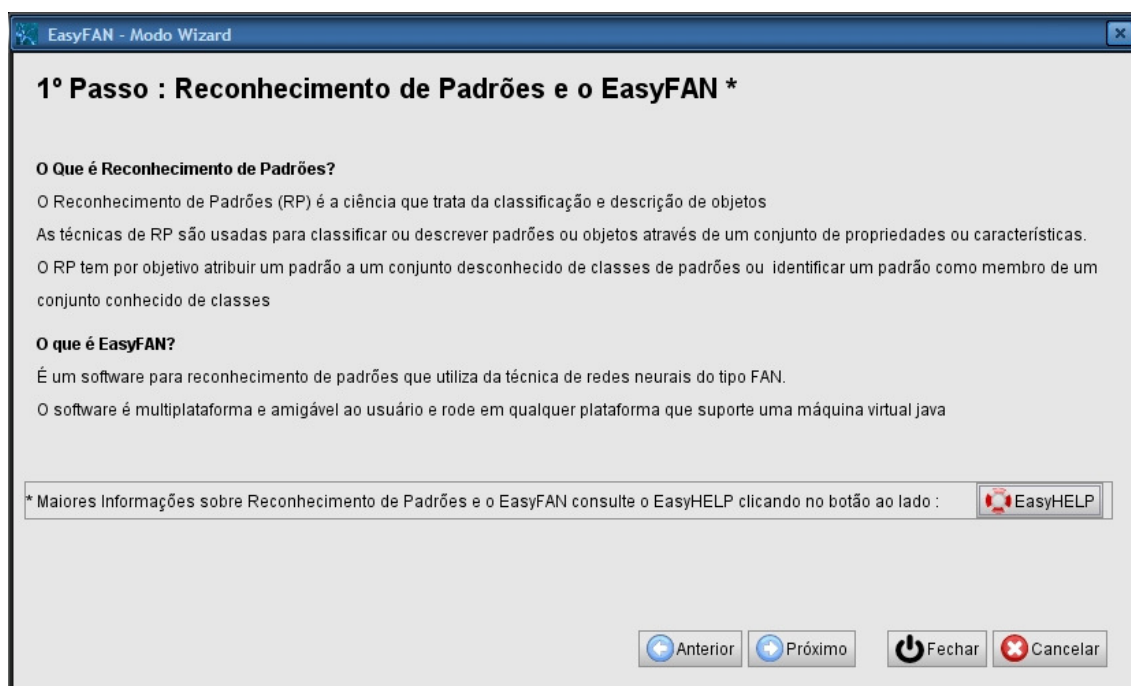 EasyFAN - Modo Wizard
1º Passo : Reconhecimento de Padrões e o EasyFAN *
O Que é Reconhecimento de Padrões?
O Reconhecimento de Padrões (RP) é a ciência que trata da classificação e descrição de objetos
As técnicas de RP são usadas para classificar ou descrever padrões ou objetos através de um conjunto de propriedades ou características.
O RP tem por objetivo atribuir um padrão a um conjunto desconhecido de classes de padrões ou identificar um padrão como membro de um
conjunto conhecido de classes
O que é EasyFAN?
É um software para reconhecimento de padrões que utiliza da técnica de redes neurais do tipo FAN.
O software é multiplataforma e amigável ao usuário e rode em qualquer plataforma que suporte uma máquina virtual java
* Maiores Informações sobre Reconhecimento de Padrões e o EasyFAN consulte o EasyHELP clicando no botão ao lado : EasyHELP
Anterior Próximo Fechar Cancelar